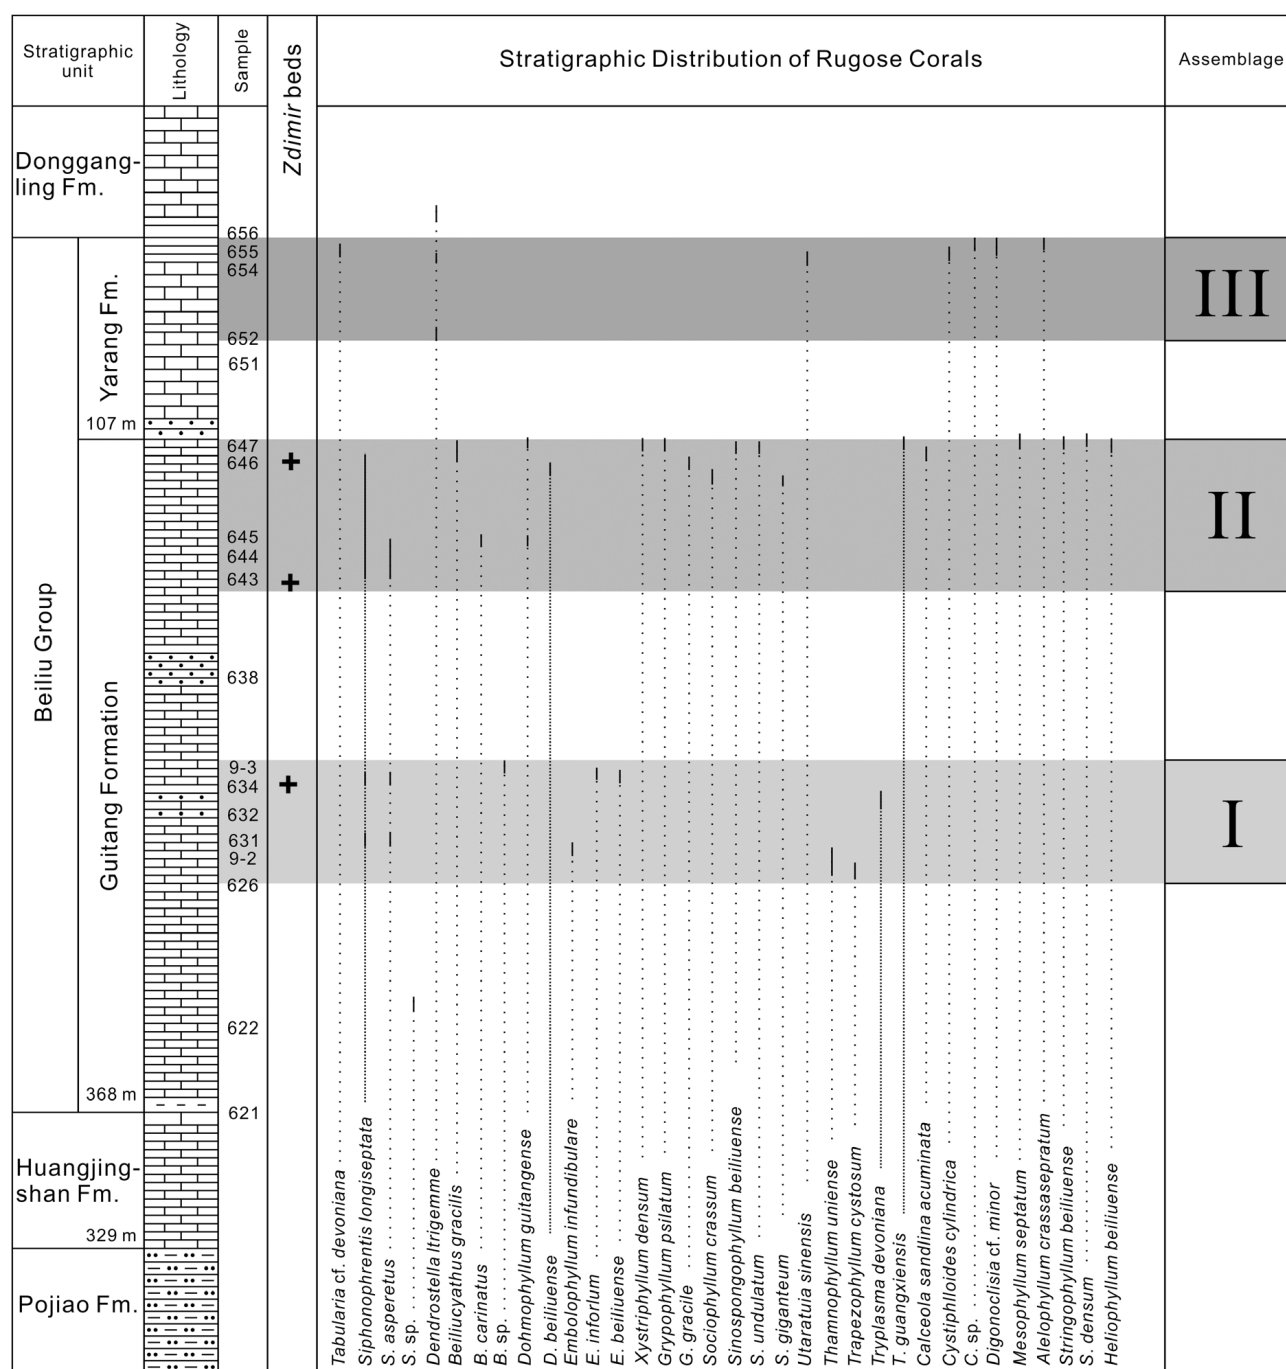 Stratigraphic
unit
Lithology
Sample
Zdimir beds
Stratigraphic Distribution of Rugose Corals
Assemblage
Donggang-
ling Fm.
Beiliu Group
Yarang Fm.
107 m
Guitang Formation
368 m
Huangjing-
shan Fm.
329 m
Pojiao Fm.
656
655
654
652
651
647
646
645
644
643
638
9-3
634
632
631
9-2
626
622
621
+
+
+
III
II
I
Tabularia cf. devoniana
Siphonophrentis longiseptata
S. asperetus
S. sp.
Dendrostella ltrigemme
Beiliucyathus gracilis
B. carinatus
B. sp.
Dohmophyllum guitangense
D. beiliuense
Embolophyllum infundibulare
E. inforlum
E. beiliuense
Xystriphyllum densum
Grypophyllum psilatum
G. gracile
Sociophyllum crassum
Sinospongophyllum beiliuense
S. undulatum
S. giganteum
Utaratuia sinensis
Thamnophyllum uniense
Trapezophyllum cystosum
Tryplasma devoniana
T. guangxiensis
Calceola sandlina acuminata
Cystiphlloides cylindrica
C. sp.
Digonoclisia cf. minor
Mesophyllum septatum
Alelophyllum crassasepratum
Stringophyllum beiliuense
S. densum
Heliophyllum beiliuense